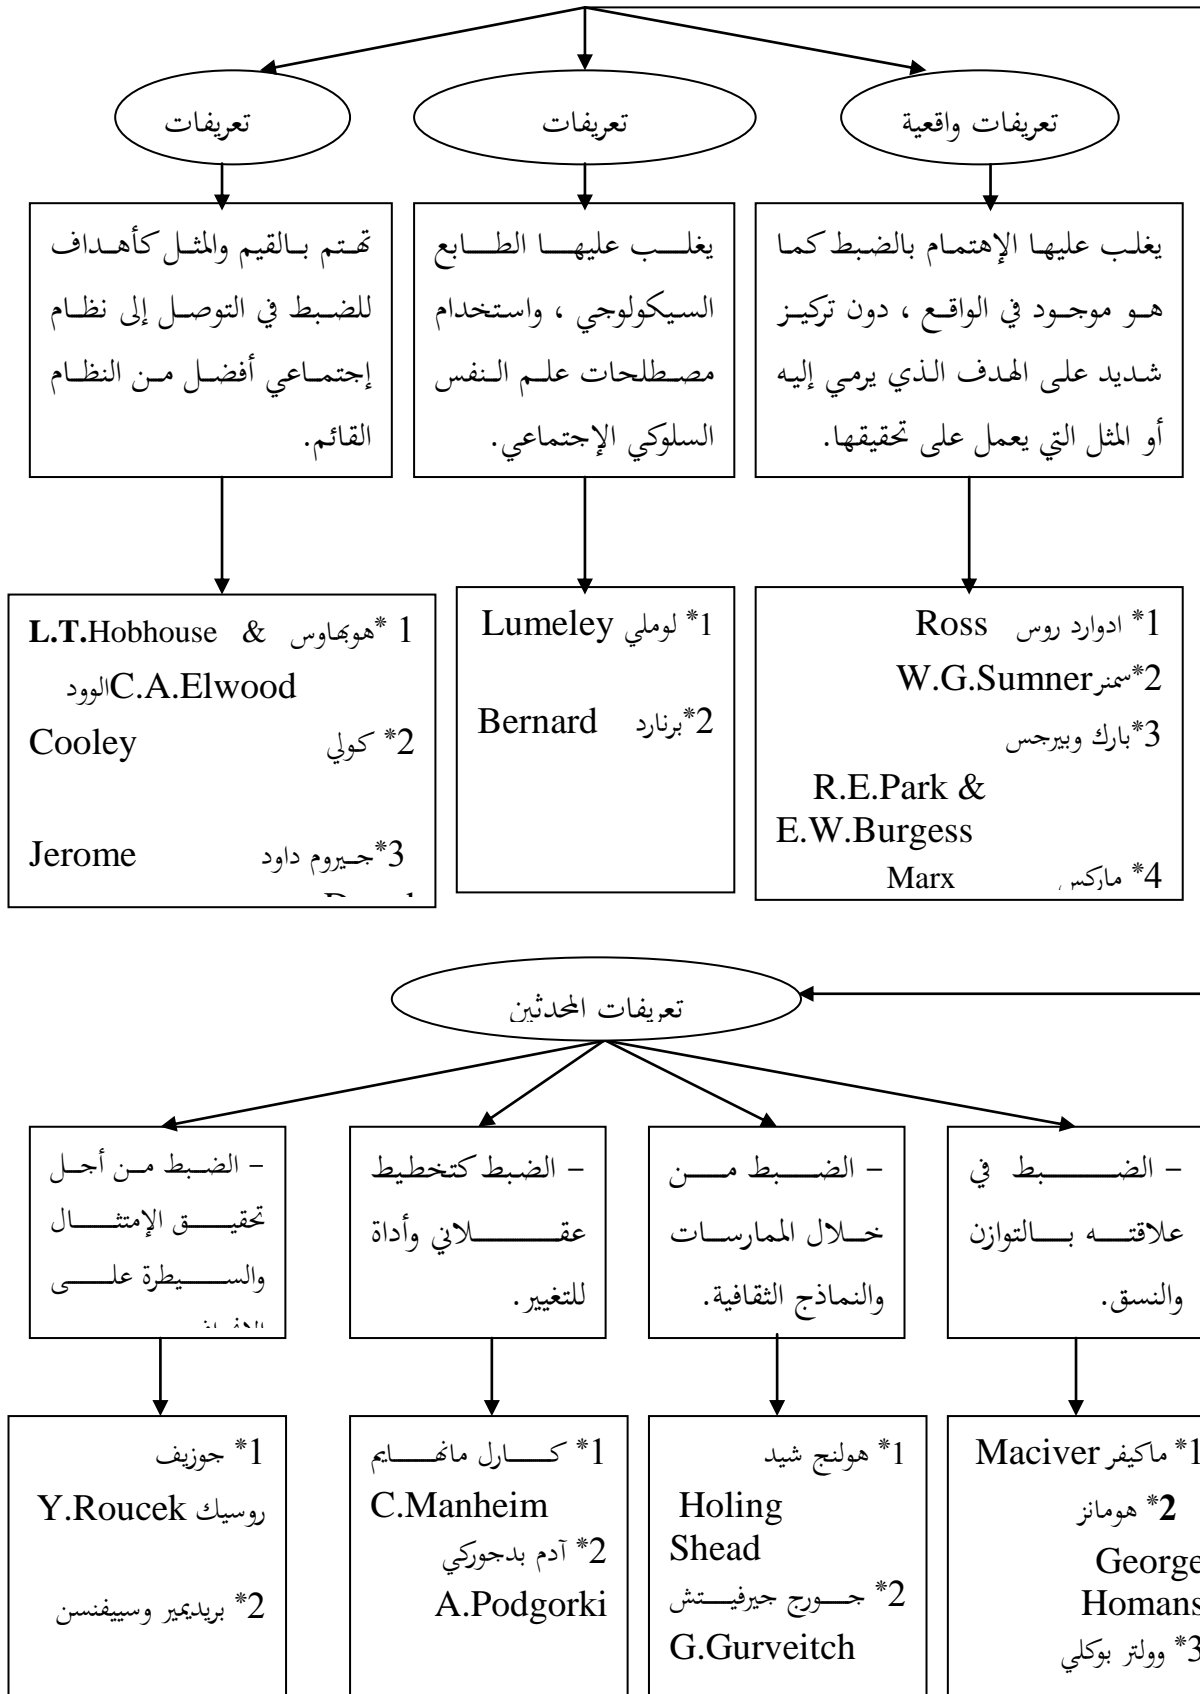 تعريفات واقعية
تعريفات
تعريفات
يغلب عليها الإهتمام بالضبط كما
هو موجود في الواقع ، دون تركيز
شديد على الهدف الذي يرمي إليه
أو المثل التي يعمل على تحقيقها.
يغلب عليها الطابع
السيكولوجي ، واستخدام
مصطلحات علم النفس
السلوكي الإجتماعي.
تهتم بالقيم والمثل كأهداف
للضبط في التوصل إلى نظام
إجتماعي أفضل من النظام
القائم.
1* ادوارد روس Ross
2*سمنرW.G.Sumner
3*بارك وبيرجس
R.E.Park &
E.W.Burgess
4* ماركس Marx
1* لوملي Lumeley
2*برنارد Bernard
1 *هوبهاوس L.T.Hobhouse &
C.A.Elwoodالوود
2* كولي Cooley
3*جيروم داود Jerome
تعريفات المحدثين
– الضبط في
علاقته بالتوازن
والنسق.
– الضبط من
خلال الممارسات
والنماذج الثقافية.
– الضبط كتخطيط
عقلاني وأداة
للتغيير.
– الضبط من أجل
تحقيق الإمتثال
والسيطرة على
1* ماكيفر Maciver
2* هومانز
George
Homans
3* وولتر بوكلي
1* هولنج شيد
Holing
Shead
2* جورج جيرفيتش
G.Gurveitch
1* كارل مانهايم
C.Manheim
2* آدم بدجوركي
A.Podgorki
1* جوزيف
روسيك Y.Roucek
2* بريديمير وسييفنسن